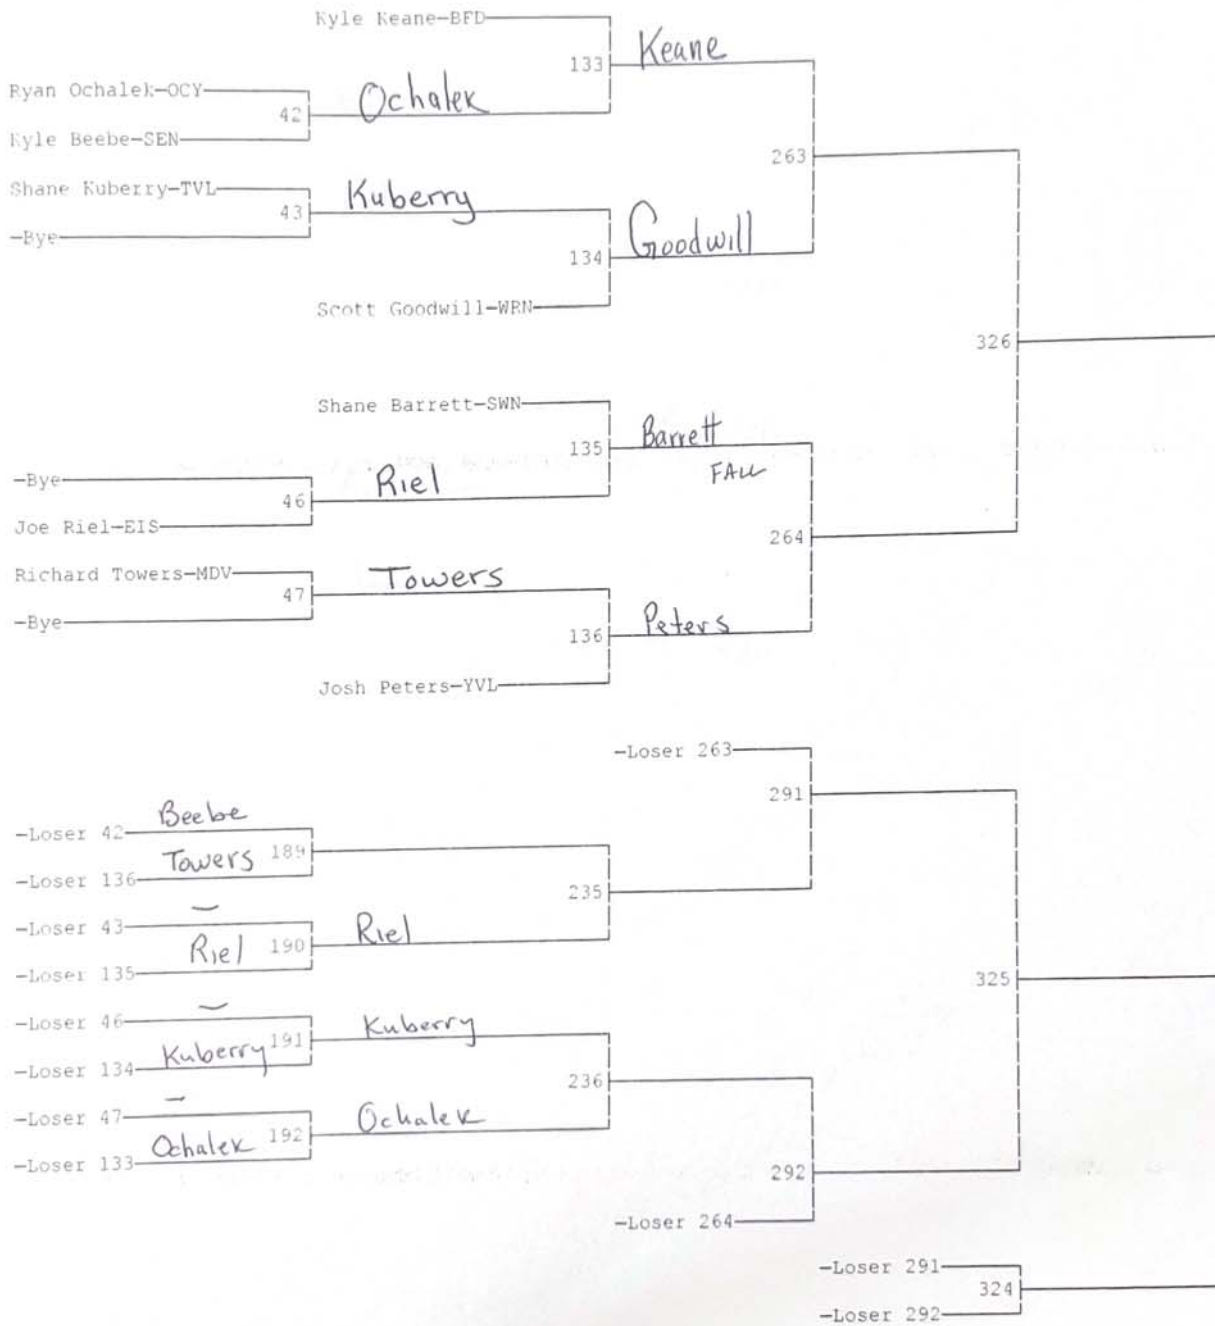 Kyle Keane-BFD
133 Keane
Ryan Ochalek-OCY
42 Ochalek
Kyle Beebe-SEN
263
Shane Kuberry-TVL
43 Kuberry
-Bye
134 Goodwill
Scott Goodwill-WRN
326
Shane Barrett-SWN
135 Barrett
FALL
-Bye
46 Riel
Joe Riel-EIS
264
Richard Towers-MDV
47 Towers
-Bye
136 Peters
Josh Peters-YVL
-Loser 263
291
-Loser 42 Beebe
189
-Loser 136 Towers
235
-Loser 43
190 Riel
-Loser 135 Riel
325
-Loser 46
191 Kuberry
-Loser 134 Kuberry
236
-Loser 47
192 Ochalek
-Loser 133 Ochalek
292
-Loser 264
-Loser 291
324
-Loser 292